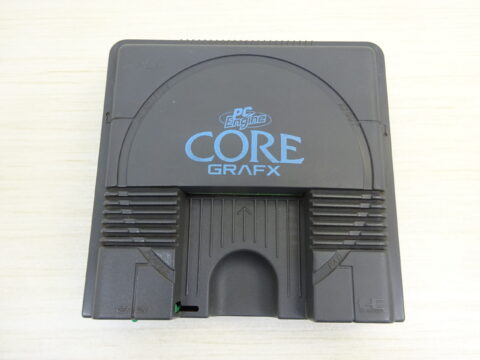 PC
Engine
CORE
GRAFX